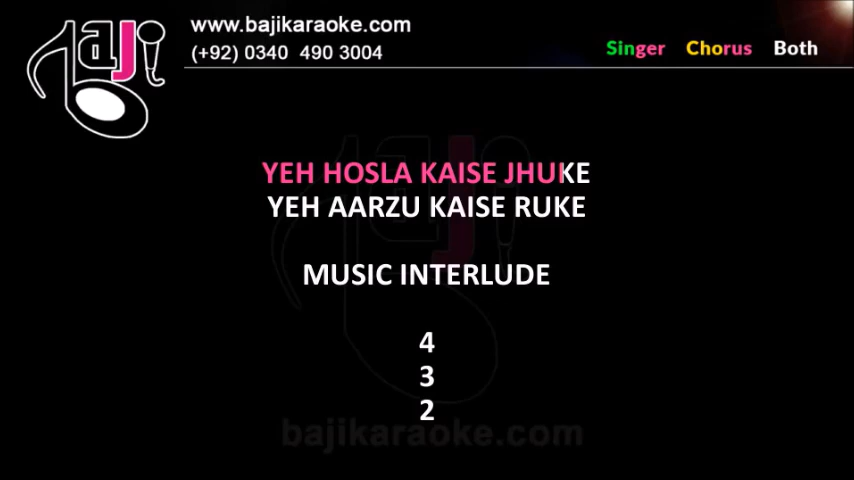 www.bajikaraoke.com
(+92) 0340 490 3004
Baji
Singer Chorus Both
YEH HOSLA KAISE JHUKE
YEH AARZU KAISE RUKE
MUSIC INTERLUDE
4
3
2
bajikaraoke.com